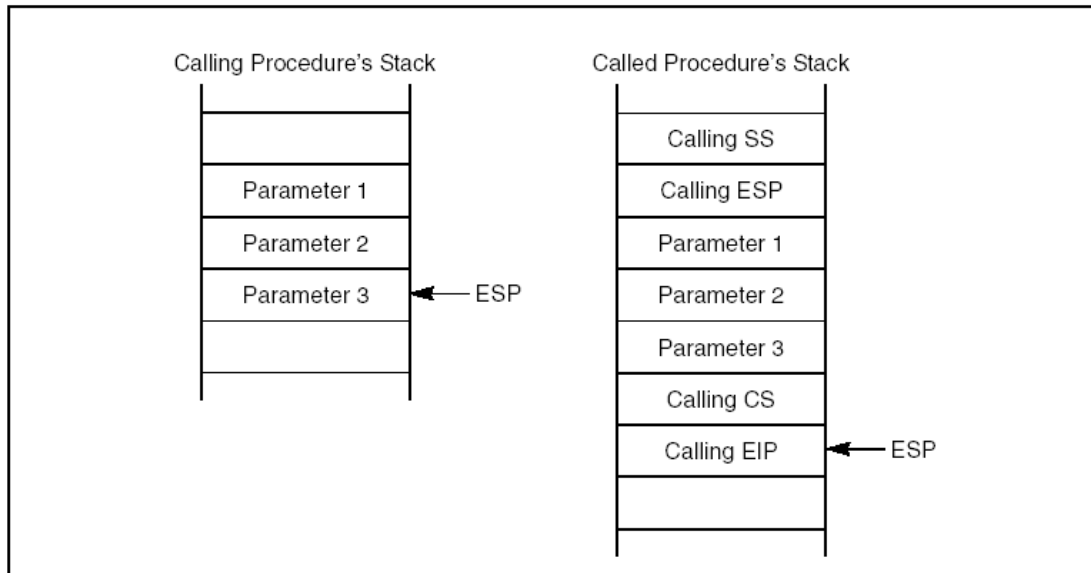 Calling Procedure's Stack
Parameter 1
Parameter 2
Parameter 3
ESP
Called Procedure's Stack
Calling SS
Calling ESP
Parameter 1
Parameter 2
Parameter 3
Calling CS
Calling EIP
ESP